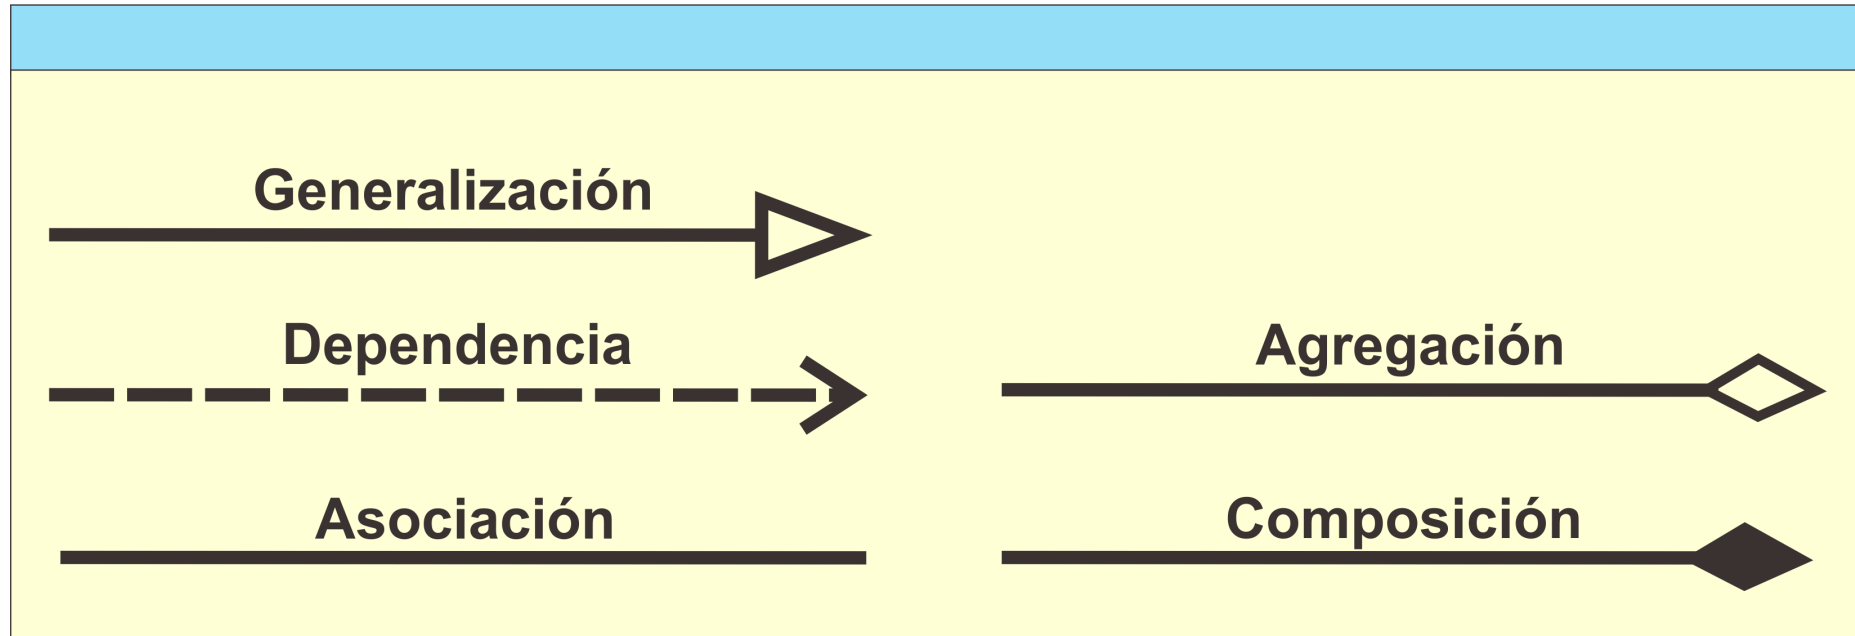 Generalización
Dependencia
Agregación
Asociación
Composición